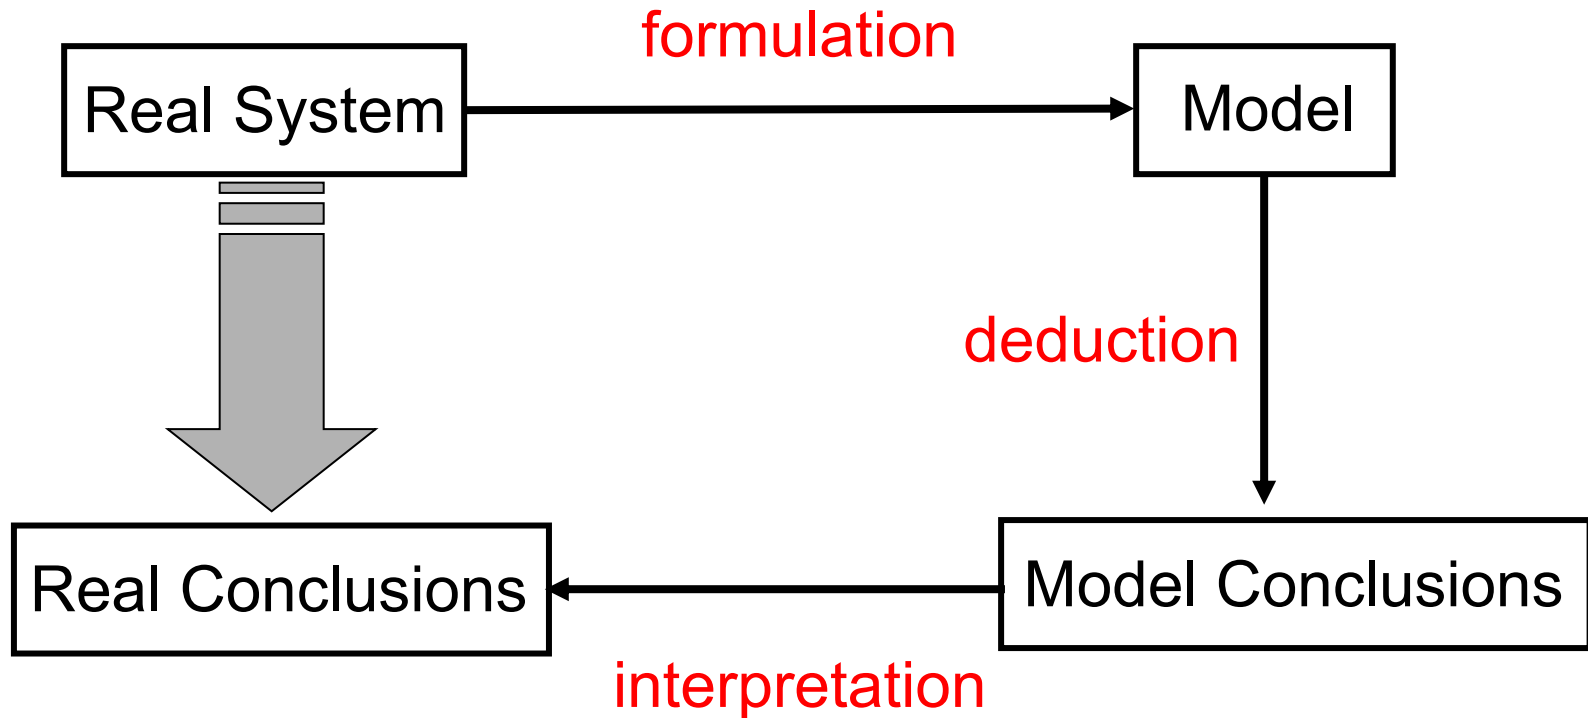 formulation
Real System
Model
deduction
Real Conclusions
Model Conclusions
interpretation